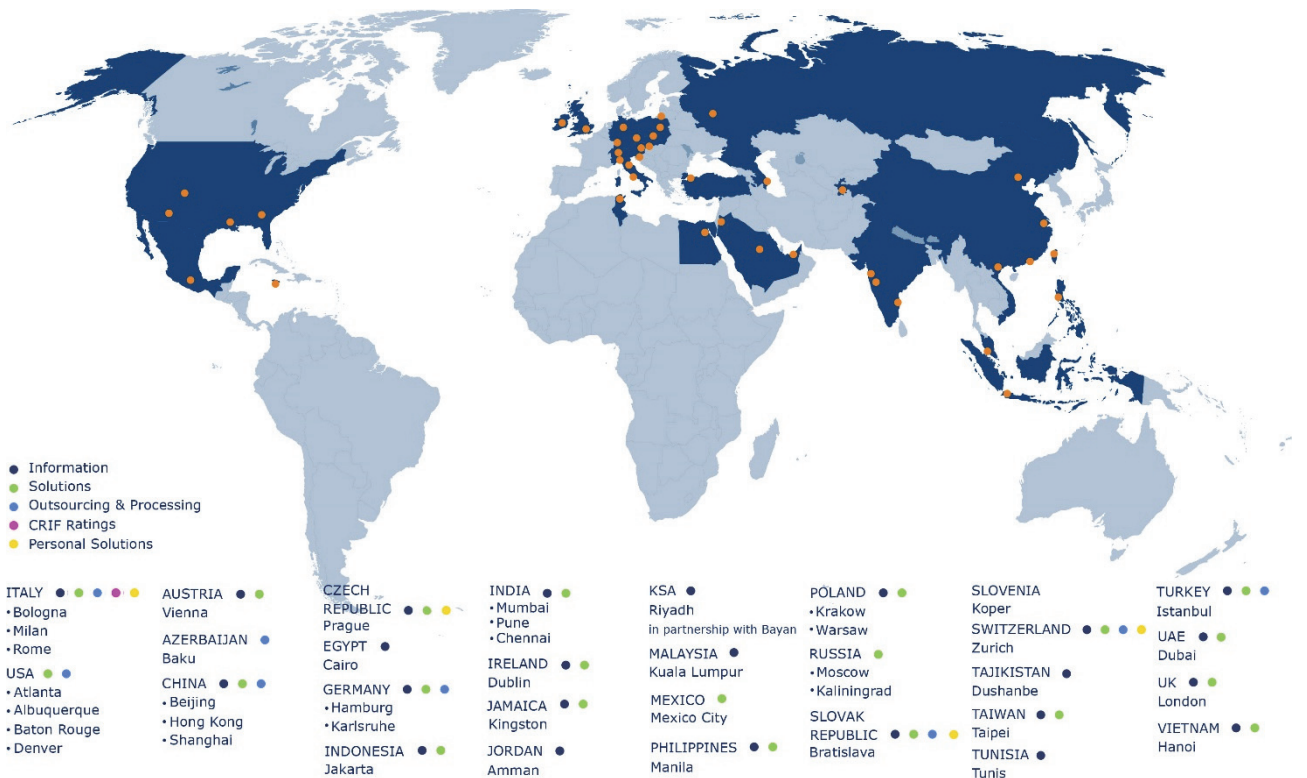 Information
Solutions
Outsourcing & Processing
CRIF Ratings
Personal Solutions
ITALY
• Bologna
• Milan
• Rome
USA
• Atlanta
• Albuquerque
• Baton Rouge
• Denver
AUSTRIA
Vienna
AZERBAIJAN
Baku
CHINA
• Beijing
• Hong Kong
• Shanghai
CZECH
REPUBLIC
Prague
EGYPT
Cairo
GERMANY
• Hamburg
• Karlsruhe
INDONESIA
Jakarta
INDIA
• Mumbai
• Pune
• Chennai
IRELAND
Dublin
JAMAICA
Kingston
JORDAN
Amman
KSA
Riyadh
in partnership with Bayan
MALAYSIA
Kuala Lumpur
MEXICO
Mexico City
PHILIPPINES
Manila
POLAND
• Krakow
• Warsaw
RUSSIA
• Moscow
• Kaliningrad
SLOVAK
REPUBLIC
Bratislava
SLOVENIA
Koper
SWITZERLAND
Zurich
TAJIKISTAN
Dushanbe
TAIWAN
Taipei
TUNISIA
Tunis
TURKEY
Istanbul
UAE
Dubai
UK
London
VIETNAM
Hanoi